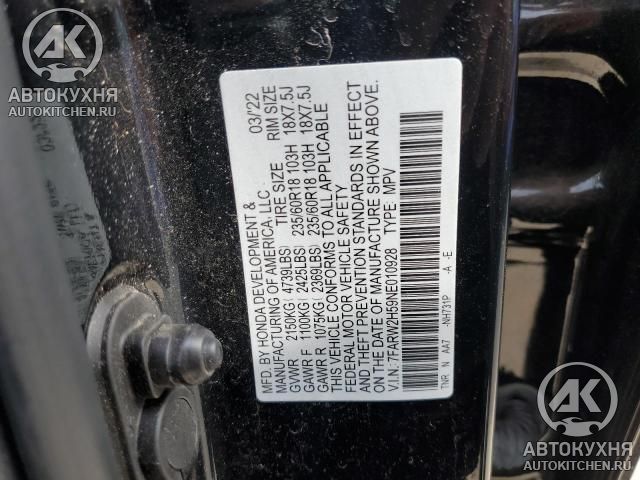 АВТОКУХНЯ
AUTOKITCHEN.RU
MFD. BY HONDA DEVELOPMENT &
MANUFACTURING OF AMERICA, LLC. 03/'22
TIRE SIZE RIM SIZE
GVWR 2150KG ( 4739LBS)
GAWR F 1100KG ( 2425LBS) 235/60R18 103H 18X7.5J
GAWR R 1075KG ( 2369LBS) 235/60R18 103H 18X7.5J
THIS VEHICLE CONFORMS TO ALL APPLICABLE
FEDERAL MOTOR VEHICLE SAFETY
AND THEFT PREVENTION STANDARDS IN EFFECT
ON THE DATE OF MANUFACTURE SHOWN ABOVE.
V.I.N.: 7FARW2H59NE010928 TYPE: MPV
TNR N AA7 -NH731P -A -E
АВТОКУХНЯ
AUTOKITCHEN.RU